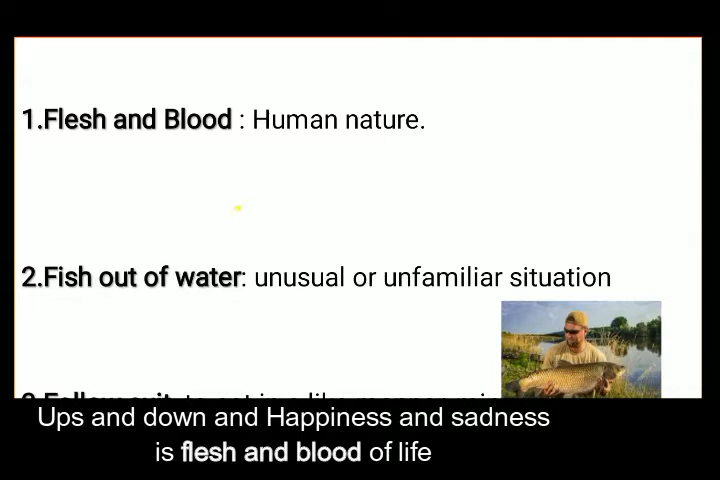 1.Flesh and Blood : Human nature.
2.Fish out of water: unusual or unfamiliar situation
Ups and down and Happiness and sadness
is flesh and blood of life